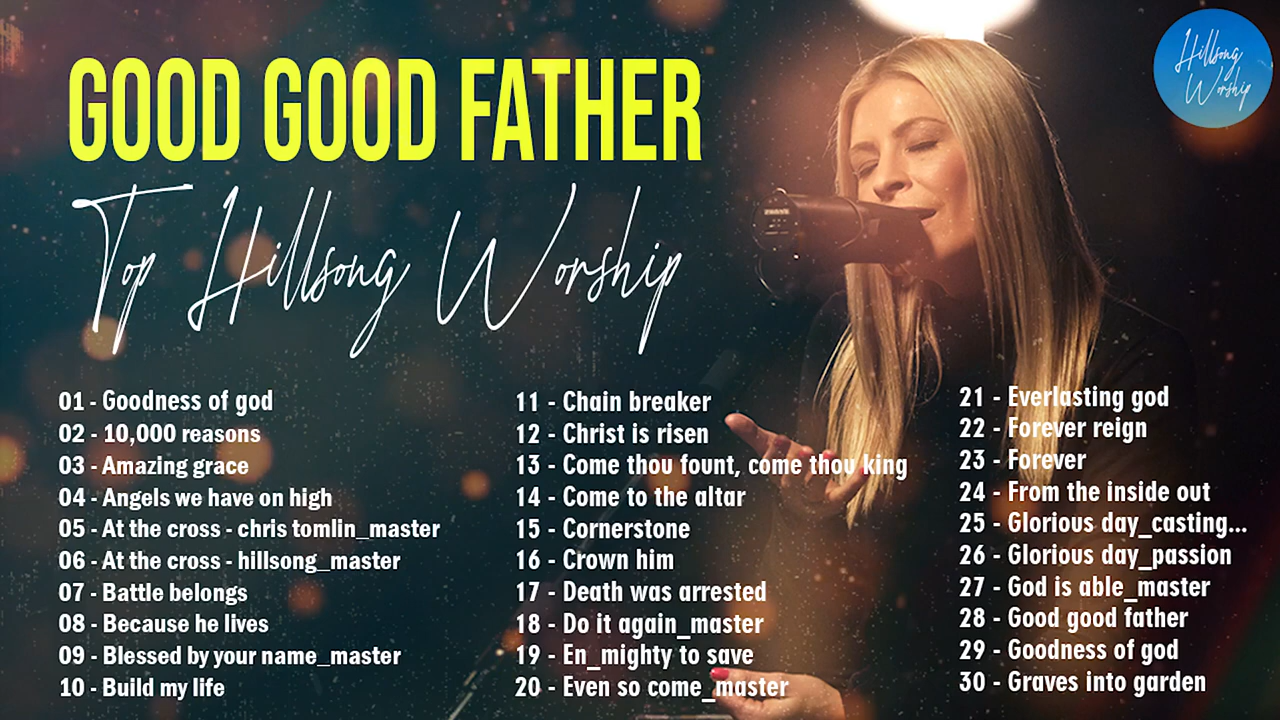 GOOD GOOD FATHER
Top Hillsong Worship
Hillsong
Worship
01 - Goodness of god
02 - 10,000 reasons
03 - Amazing grace
04 - Angels we have on high
05 - At the cross - chris tomlin_master
06 - At the cross - hillsong_master
07 - Battle belongs
08 - Because he lives
09 - Blessed by your name_master
10 - Build my life
11 - Chain breaker
12 - Christ is risen
13 - Come thou fount, come thou king
14 - Come to the altar
15 - Cornerstone
16 - Crown him
17 - Death was arrested
18 - Do it again_master
19 - En_mighty to save
20 - Even so come_master
21 - Everlasting god
22 - Forever reign
23 - Forever
24 - From the inside out
25 - Glorious day_casting...
26 - Glorious day_passion
27 - God is able_master
28 - Good good father
29 - Goodness of god
30 - Graves into garden